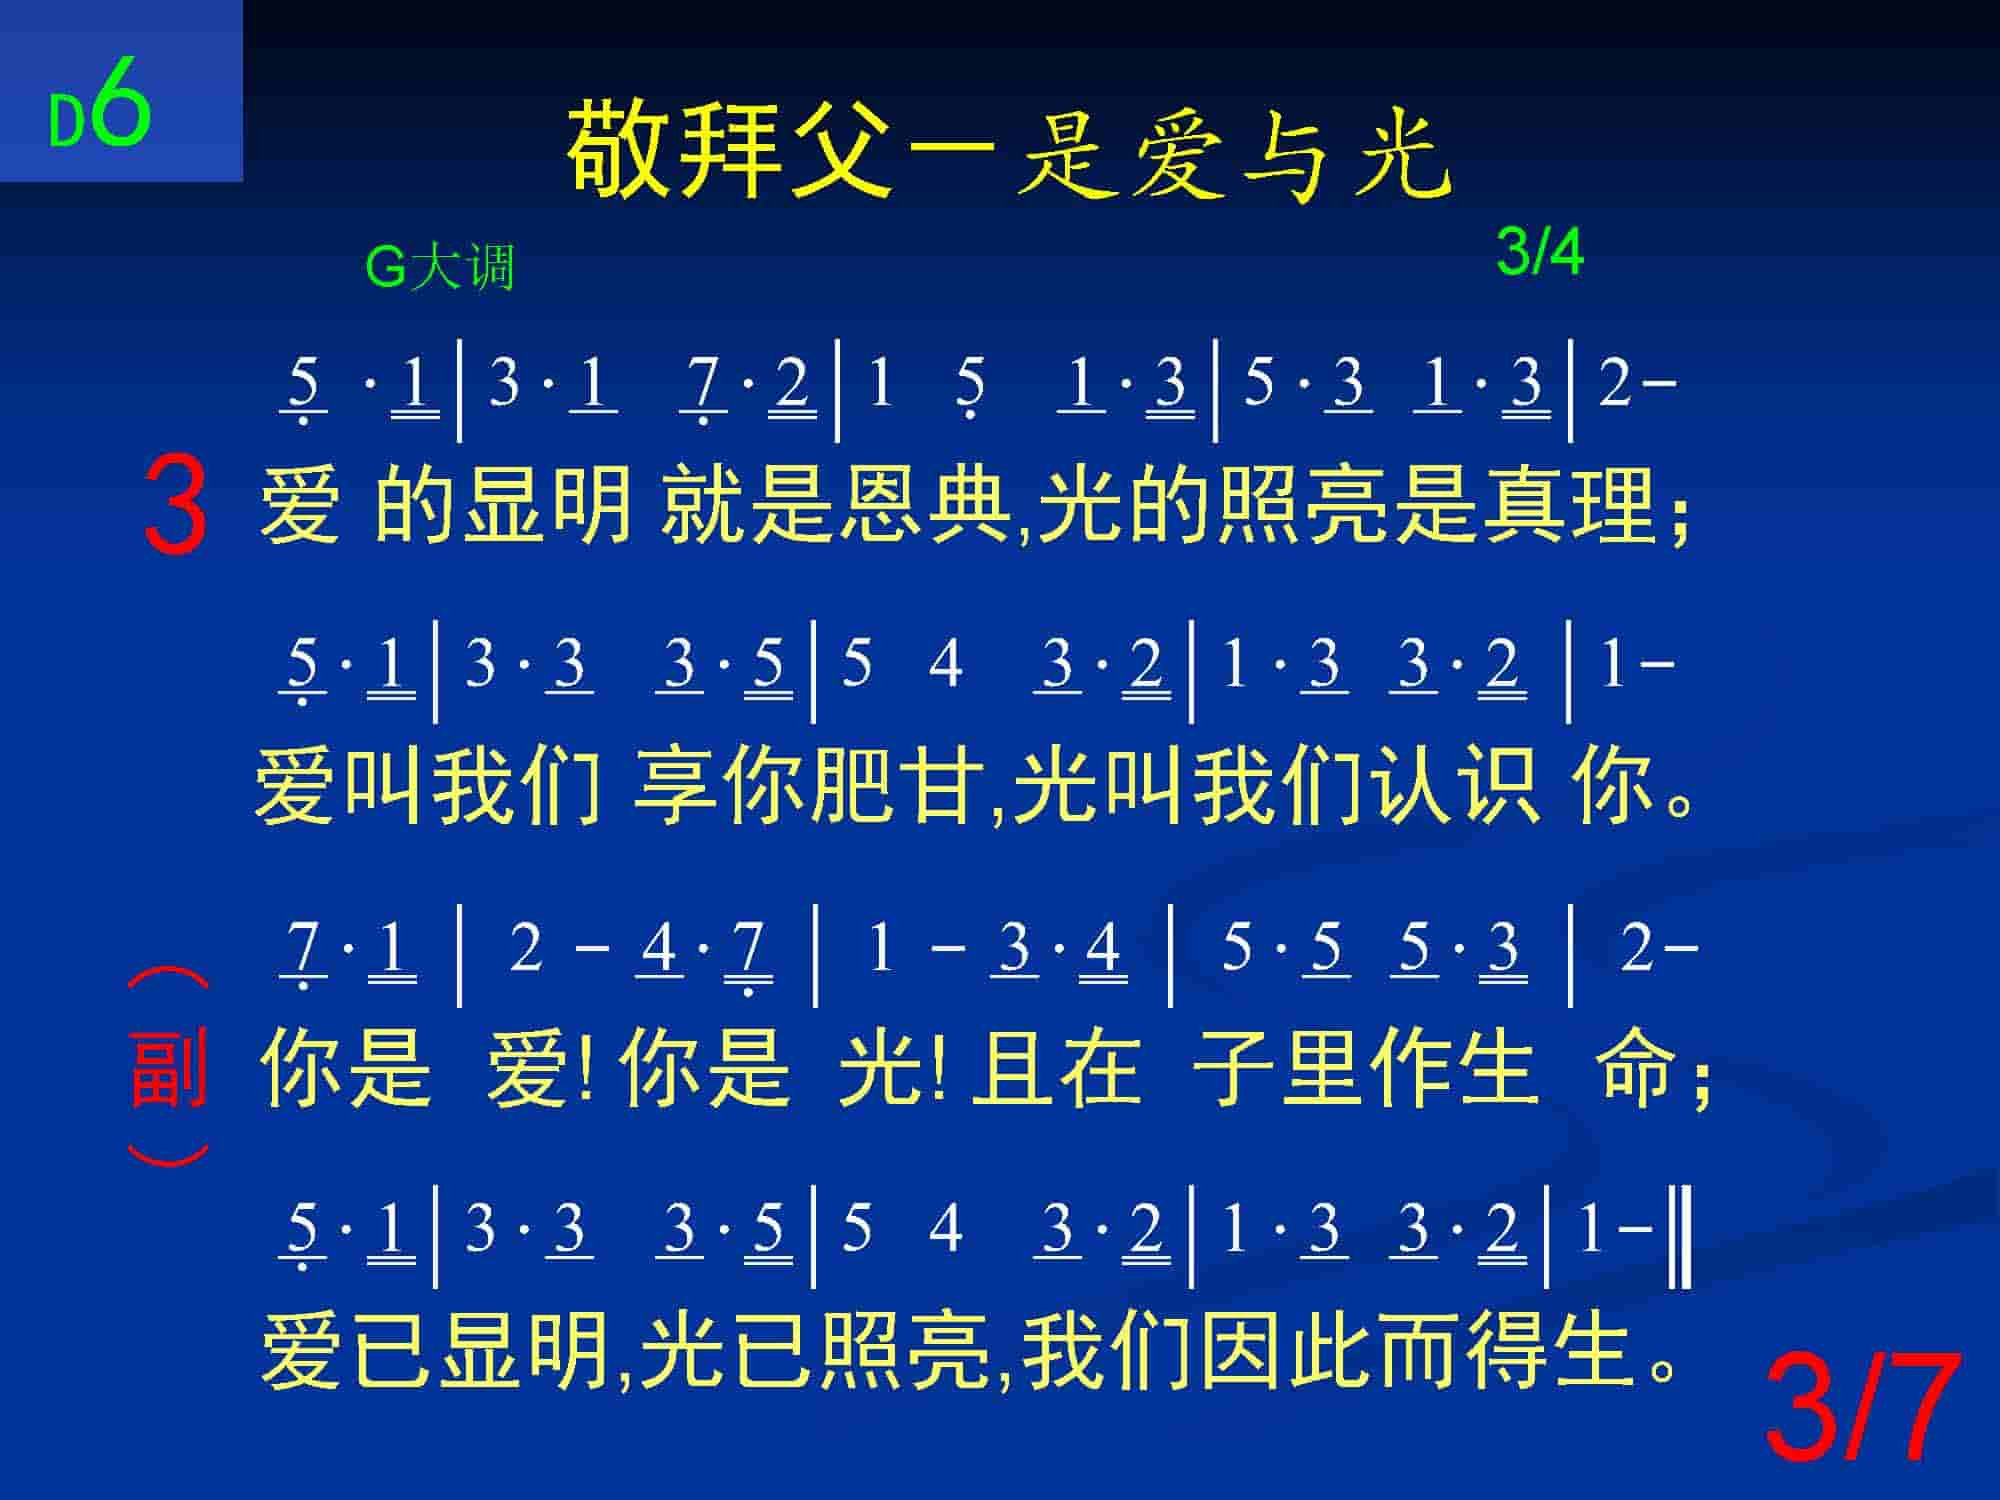 D6
敬拜父－是爱与光
G大调 3/4
5 · 1 | 3 · 1 7 · 2 | 1 5 1 · 3 | 5 · 3 1 · 3 | 2 -
3 爱 的显明 就是恩典,光的照亮是真理；
5 · 1 | 3 · 3 3 · 5 | 5 4 3 · 2 | 1 · 3 3 · 2 | 1 -
爱叫我们 享你肥甘,光叫我们认识 你。
7 · 1 | 2 - 4 · 7 | 1 - 3 · 4 | 5 · 5 5 · 3 | 2 -
（副） 你是 爱! 你是 光! 且在 子里作生 命；
5 · 1 | 3 · 3 3 · 5 | 5 4 3 · 2 | 1 · 3 3 · 2 | 1 - ‖
爱已显明,光已照亮,我们因此而得生。
3/7